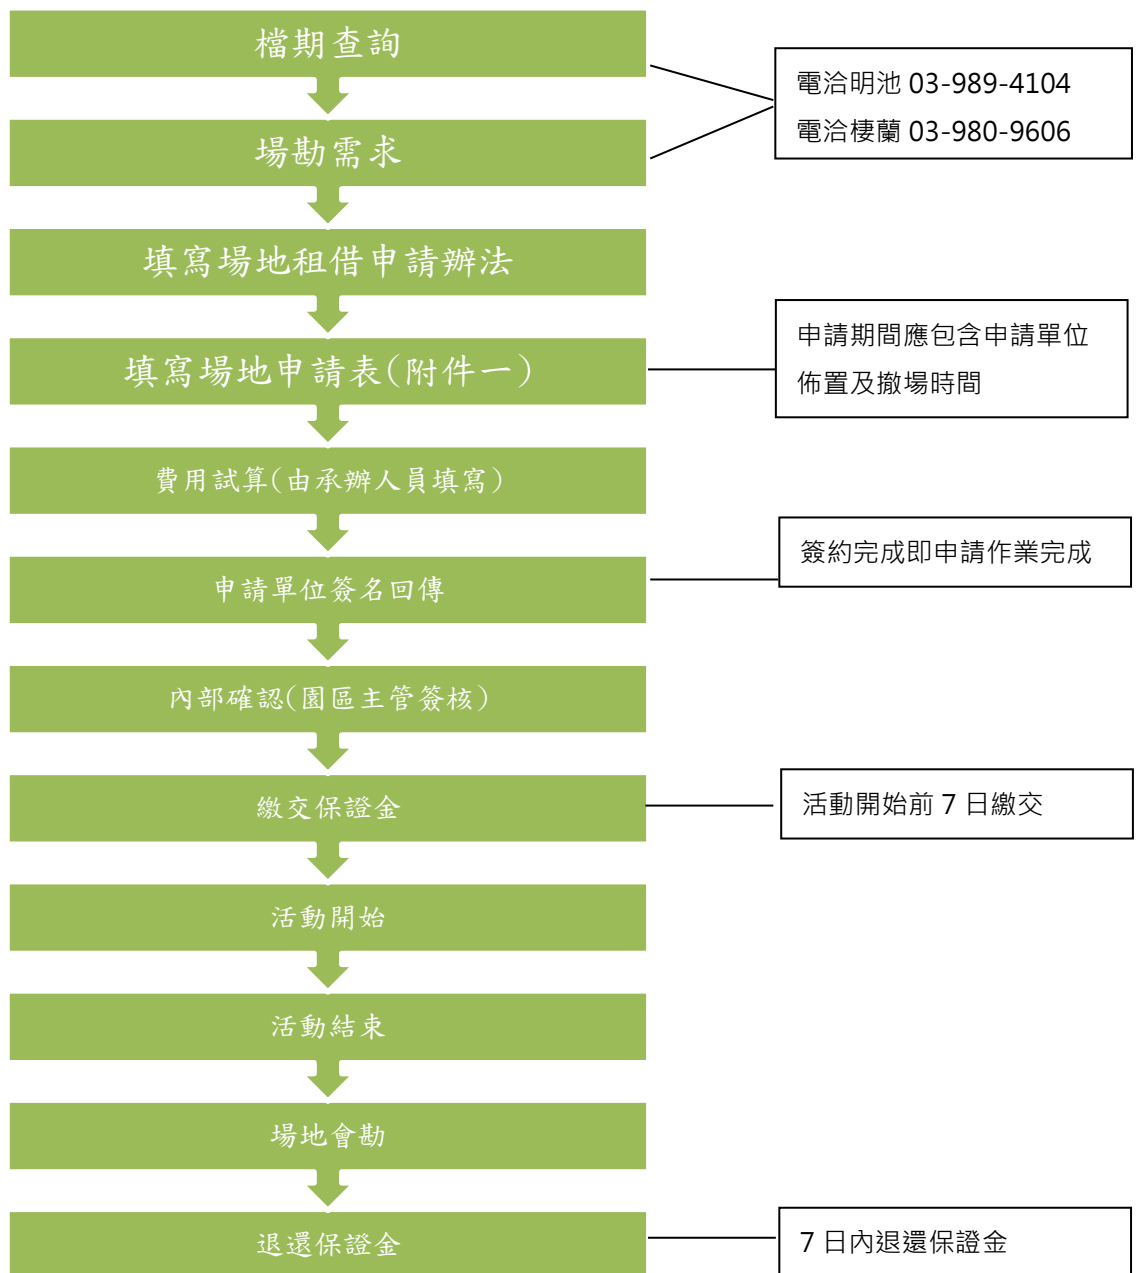 檔期查詢
電洽明池 03-989-4104
電洽棲蘭 03-980-9606
場勘需求
填寫場地租借申請辦法
填寫場地申請表(附件一)
申請期間應包含申請單位
佈置及撤場時間
費用試算(由承辦人員填寫)
簽約完成即申請作業完成
申請單位簽名回傳
內部確認(園區主管簽核)
繳交保證金
活動開始前 7 日繳交
活動開始
活動結束
場地會勘
退還保證金
7 日內退還保證金